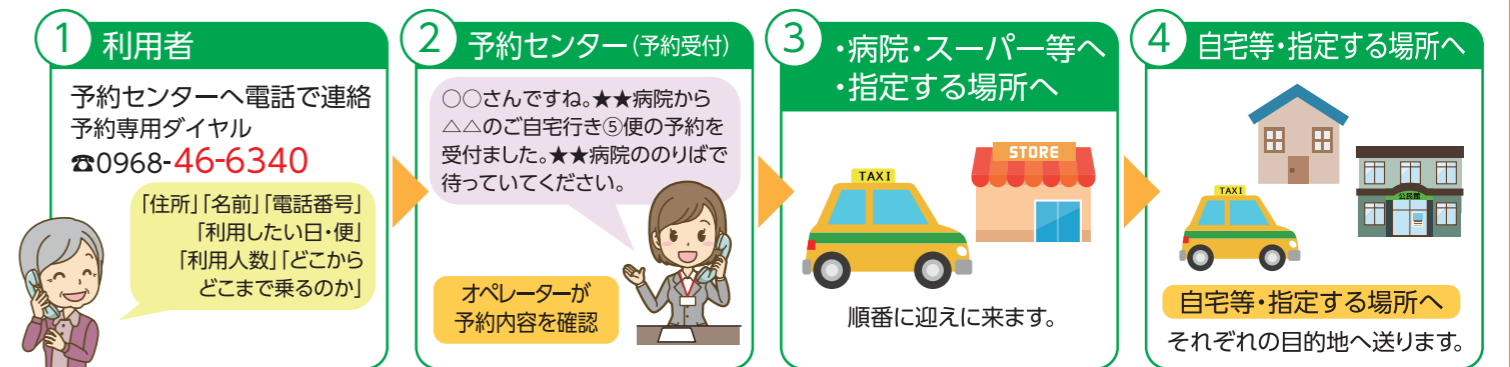 1 利用者
予約センターへ電話で連絡
予約専用ダイヤル
☎0968-46-6340
「住所」「名前」「電話番号」
「利用したい日・便」
「利用人数」「どこから
どこまで乗るのか」
2 予約センター(予約受付)
○○さんですね。★★病院から
△△のご自宅行き⑤便の予約を
受付ました。★★病院ののりばで
待っていてください。
オペレーターが
予約内容を確認
3 ・病院・スーパー等へ
・指定する場所へ
TAXI
STORE
順番に迎えに来ます。
4 自宅等・指定する場所へ
TAXI
公民館
自宅等・指定する場所へ
それぞれの目的地へ送ります。